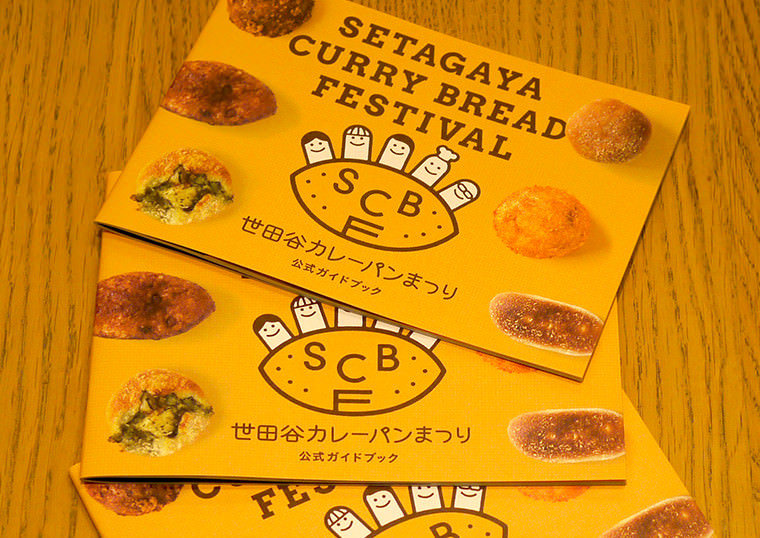 SETAGAYA
CURRY BREAD
FESTIVAL
SCB
F
世田谷カレーパンまつり
公式ガイドブック
SCB
F
世田谷カレーパンまつり
公式ガイドブック
FES
SCB